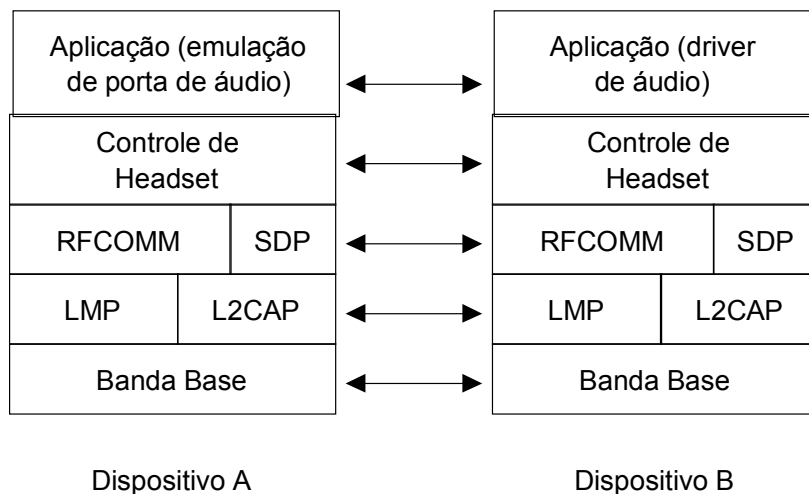 Aplicação (emulação
de porta de áudio)
Aplicação (driver
de áudio)
Controle de
Headset
Controle de
Headset
RFCOMM
SDP
RFCOMM
SDP
LMP
L2CAP
LMP
L2CAP
Banda Base
Banda Base
Dispositivo A
Dispositivo B